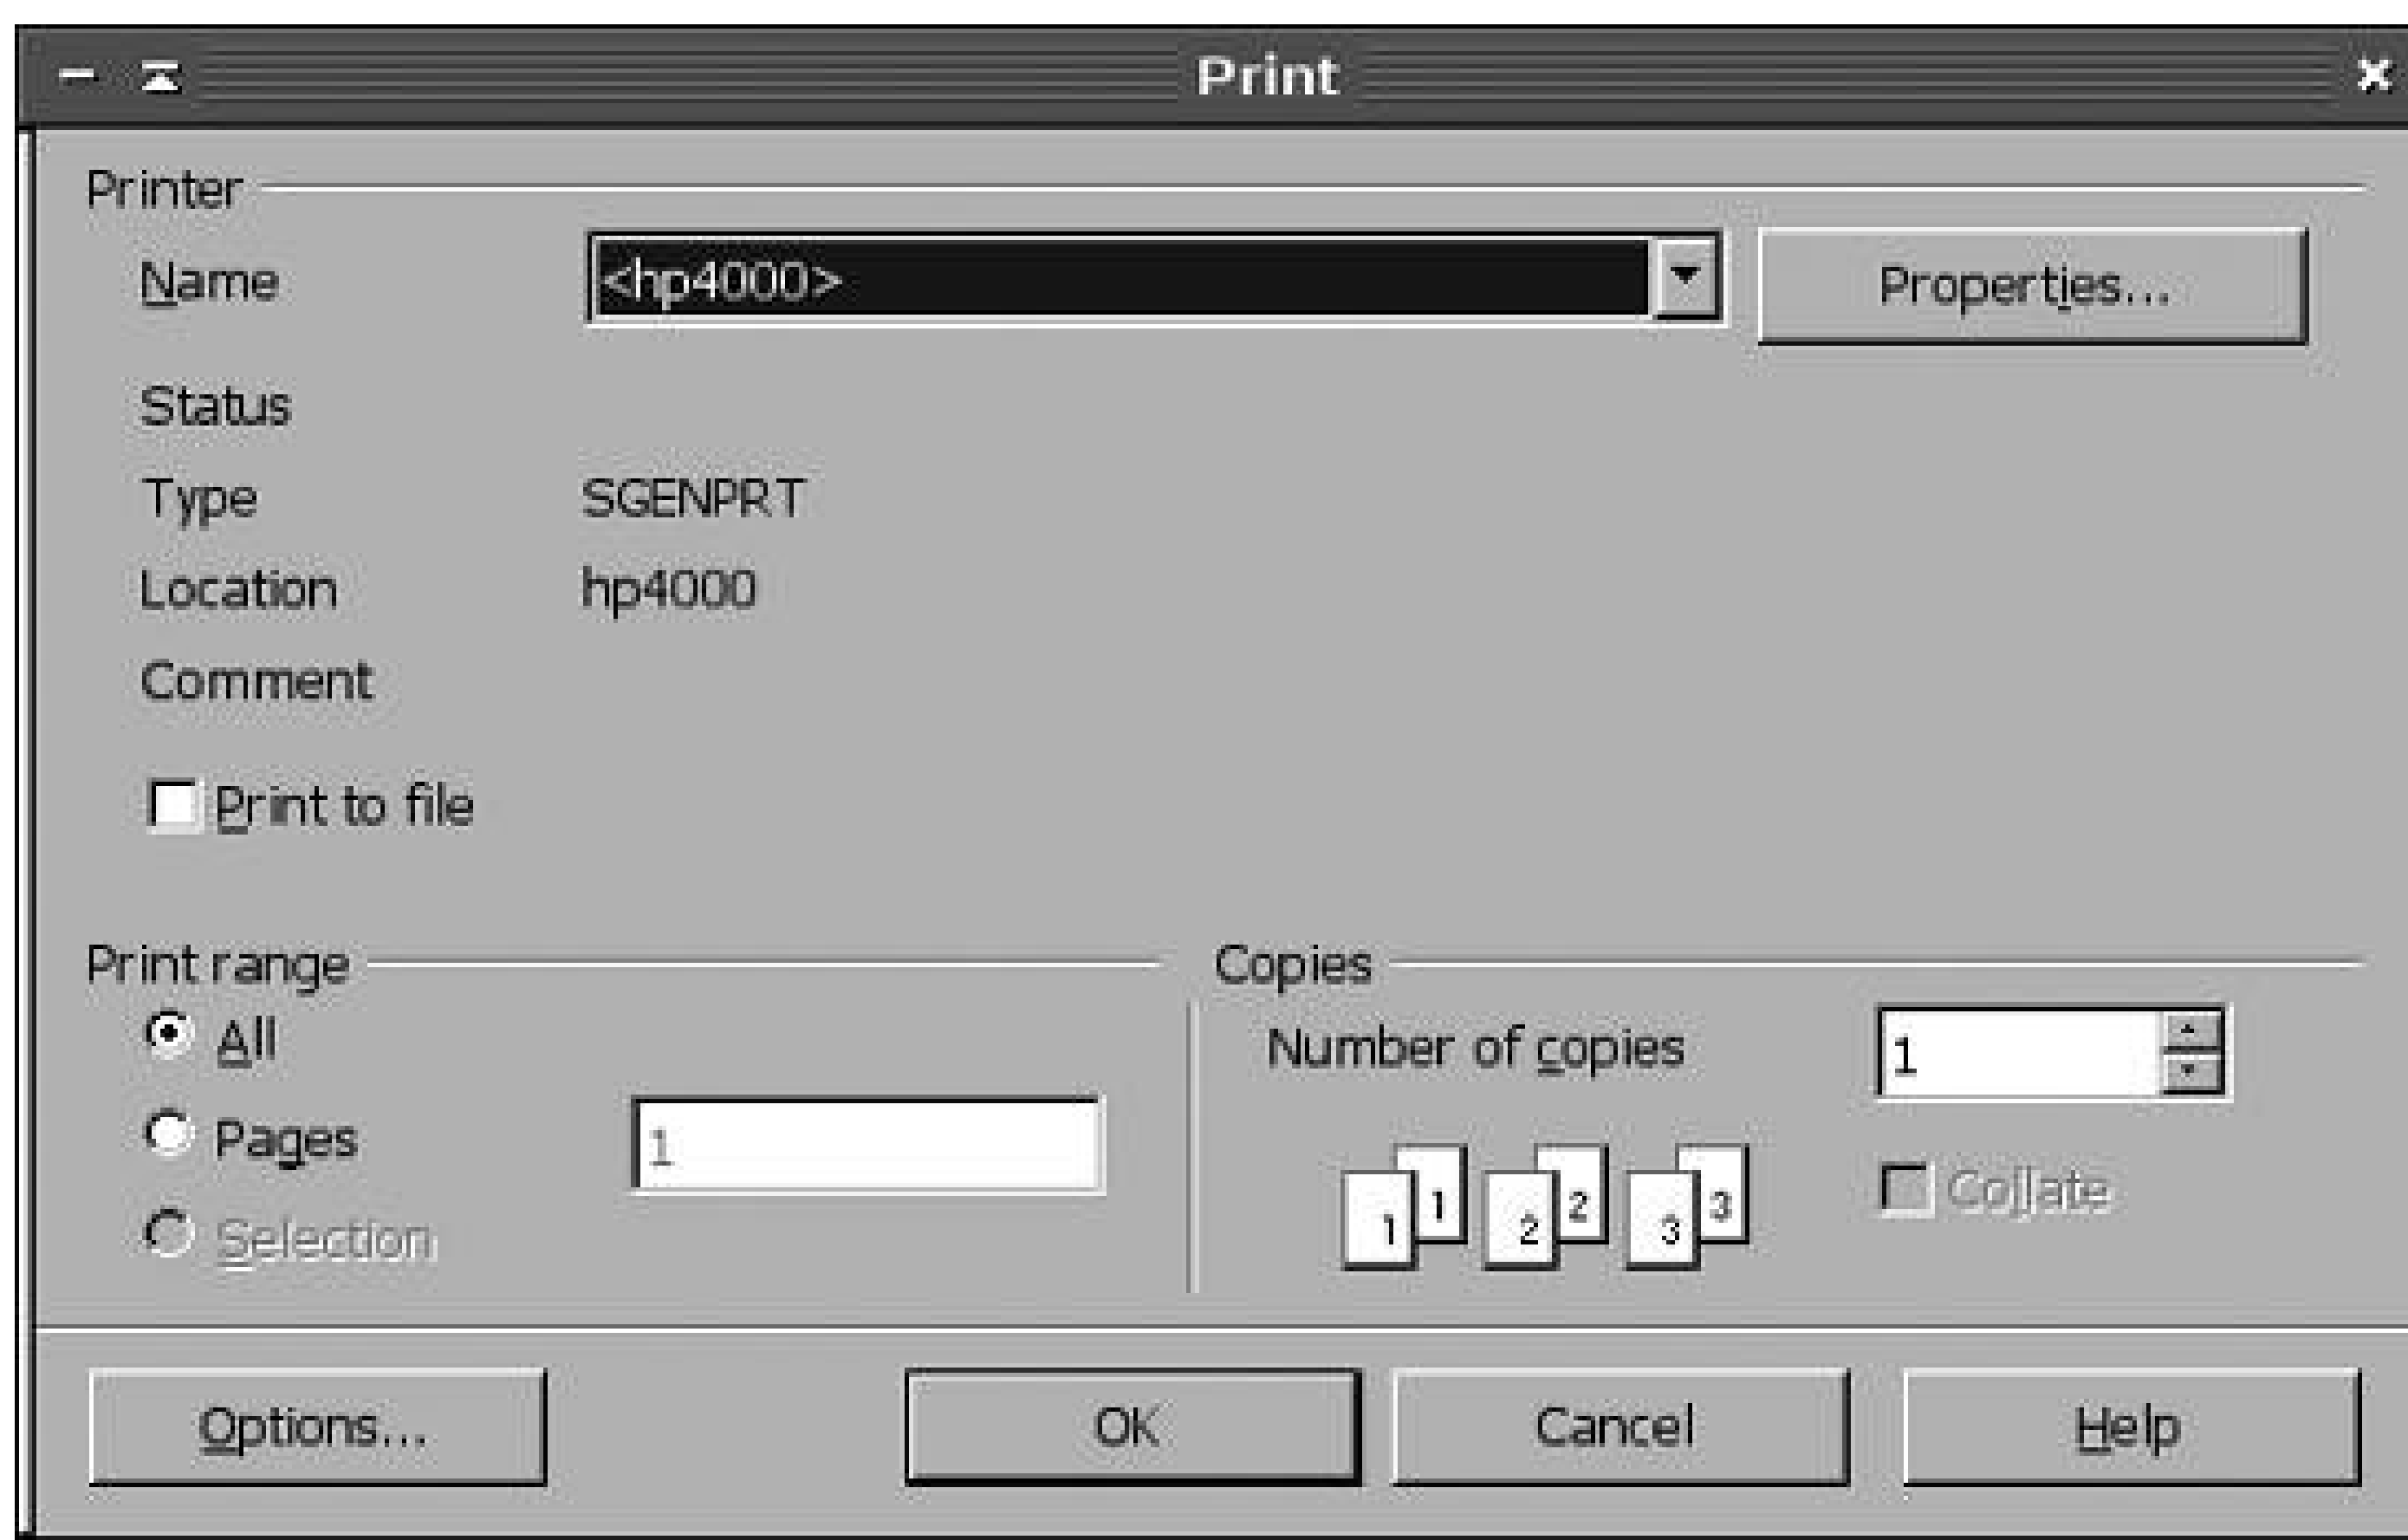 Print
Printer
Name <hp4000> Properties...
Status
Type SGENPRT
Location hp4000
Comment
Print to file
Print range
All
Pages 1
Selection
Copies
Number of copies 1
1 1 2 2 3 3 Collate
Options... OK Cancel Help